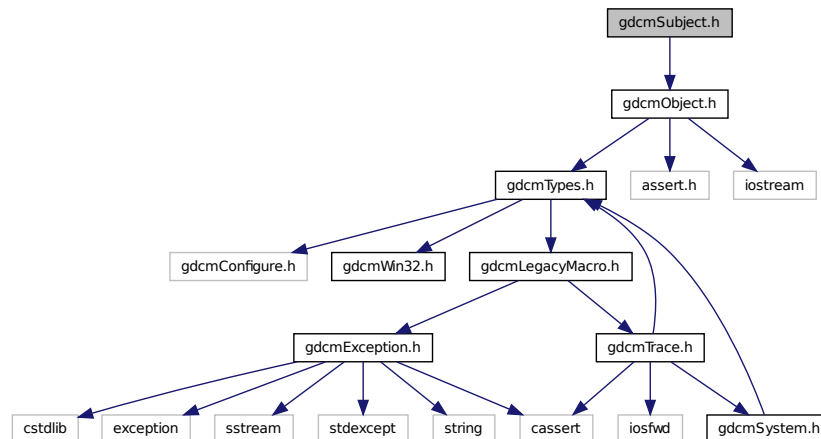 gdcmSubject.h
gdcmObject.h
gdcmTypes.h
assert.h
iostream
gdcmConfigure.h
gdcmWin32.h
gdcmLegacyMacro.h
gdcmException.h
gdcmTrace.h
cstdlib
exception
sstream
stdexcept
string
cassert
iosfwd
gdcmSystem.h